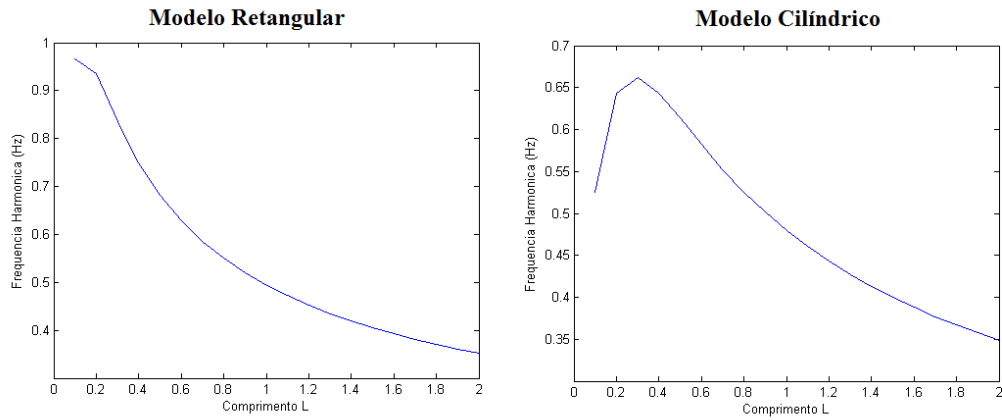 Modelo Retangular
1
0.9
0.8
0.7
0.6
0.5
0.4
Frequencia Harmonica (Hz)
0 0.2 0.4 0.6 0.8 1 1.2 1.4 1.6 1.8 2
Comprimento L
Modelo Cilíndrico
0.7
0.65
0.6
0.55
0.5
0.45
0.4
0.35
Frequencia Harmonica (Hz)
0 0.2 0.4 0.6 0.8 1 1.2 1.4 1.6 1.8 2
Comprimento L